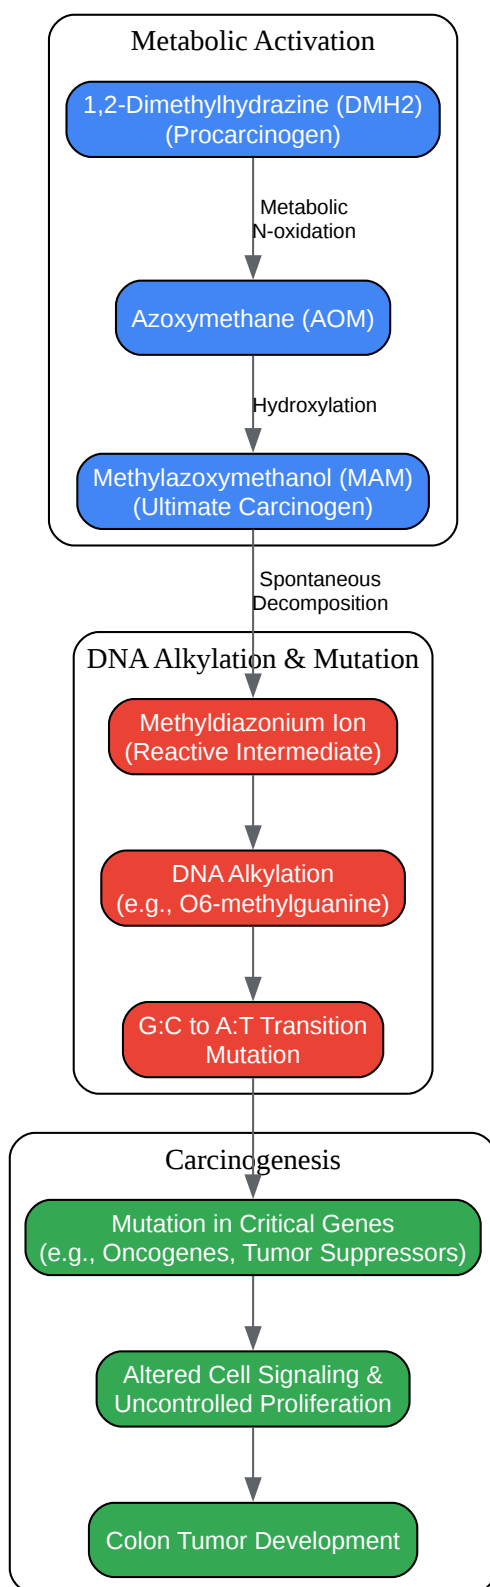 Metabolic Activation
1,2-Dimethylhydrazine (DMH2)
(Procarcinogen)
Metabolic
N-oxidation
Azoxymethane (AOM)
Hydroxylation
Methylazoxymethanol (MAM)
(Ultimate Carcinogen)
Spontaneous
Decomposition
DNA Alkylation & Mutation
Methyldiazonium Ion
(Reactive Intermediate)
DNA Alkylation
(e.g., O6-methylguanine)
G:C to A:T Transition
Mutation
Carcinogenesis
Mutation in Critical Genes
(e.g., Oncogenes, Tumor Suppressors)
Altered Cell Signaling &
Uncontrolled Proliferation
Colon Tumor Development